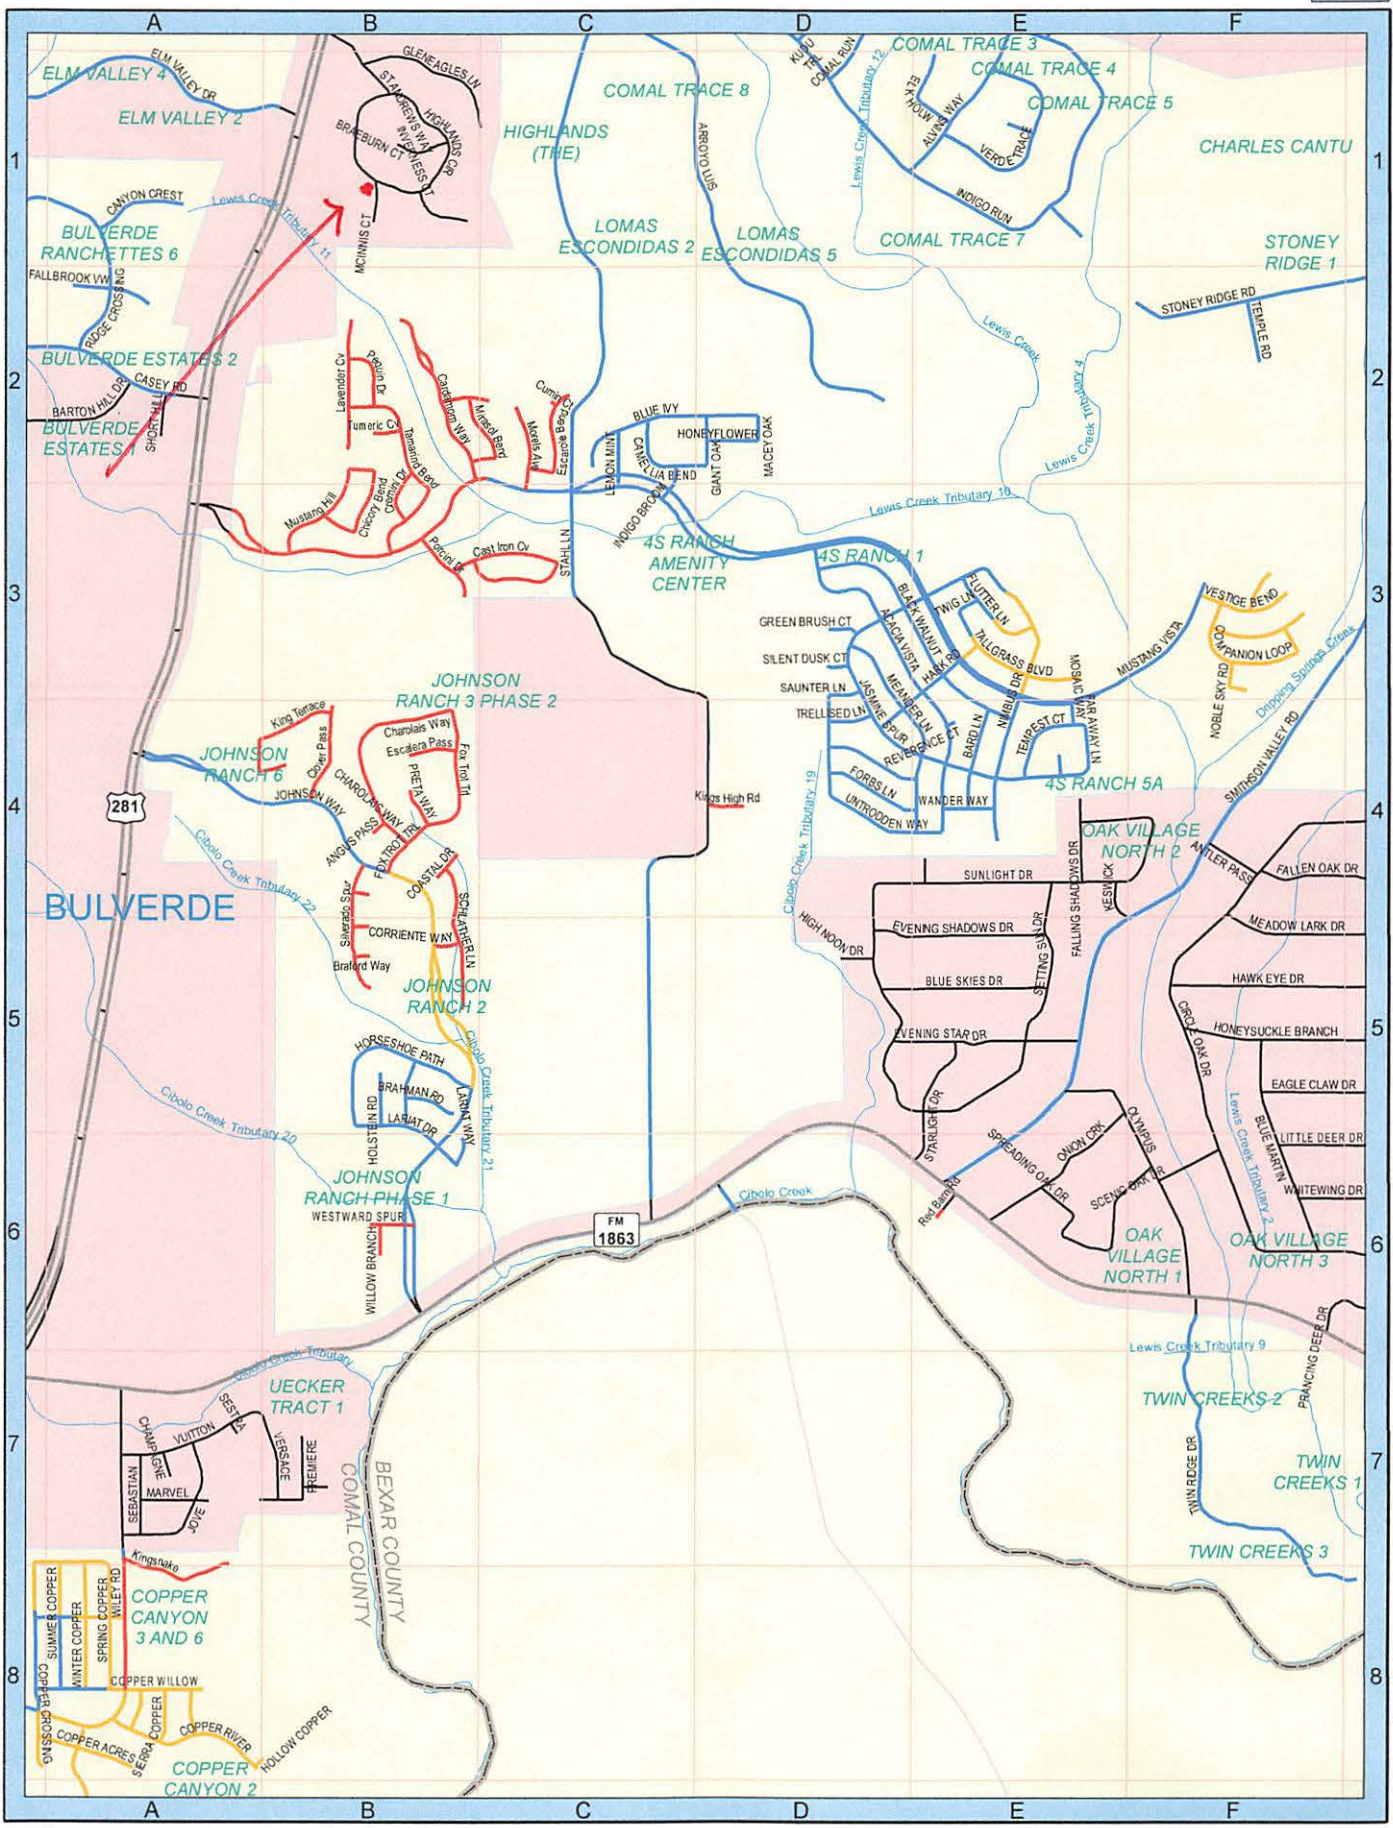 A B C D E F
1
2
3
4
5
6
7
8
1
2
3
4
5
6
7
8
A B C D E F
ELM VALLEY 4
ELM VALLEY DR
ELM VALLEY 2
GLENEAGLES LN
ST ANDREWS WAY
HIGHLANDS CIR
BRAEBURN CT
INVERNESS CT
MCINNIS CT
HIGHLANDS
(THE)
COMAL TRACE 8
ARROYO LUIS
KUDU
TRL
COMAL RUN
Lewis Creek Tributary 12
COMAL TRACE 3
COMAL TRACE 4
COMAL TRACE 5
ELK HOLW
ALVINS WAY
VERDE TRACE
INDIGO RUN
COMAL TRACE 7
CHARLES CANTU
CANYON CREST
Lewis Creek Tributary 11
BULVERDE
RANCHETTES 6
FALLBROOK VW
RIDGE CROSSING
LOMAS
ESCONDIDAS 2
LOMAS
ESCONDIDAS 5
STONEY
RIDGE 1
STONEY RIDGE RD
TEMPLE RD
Lewis Creek
Lewis Creek Tributary 4
BULVERDE ESTATES 2
CASEY RD
BARTON HILL DR
SHORT HILL
BULVERDE
ESTATES 1
Lavender Cv
Pequin Dr
Tumeric Cv
Tamarind Bend
Cardamom Way
Mirasol Bend
Morels Ave
Cumin Ct
Escarole Bend
BLUE IVY
HONEYFLOWER
LEMON MINT
CAMELLIA BEND
GIANT OAK
MACEY OAK
INDIGO BROOM
Lewis Creek Tributary 10
Mustang Hill
Chicory Bend
Cremini Dr
Porcini Dr
Cast Iron Cv
STAHL LN
4S RANCH
AMENITY
CENTER
4S RANCH 1
BLACK WALNUT
ACACIA VISTA
TWIG LN
FLUTTER LN
TALLGRASS BLVD
HARK RD
GREEN BRUSH CT
SILENT DUSK CT
SAUNTER LN
TRELLISED LN
JASMINE SPUR
MEANDER LN
REVERENCE CT
BARD LN
NIMBUS DR
TEMPEST CT
MOSAIC WAY
FAR AWAY LN
MUSTANG VISTA
VESTIGE BEND
COMPANION LOOP
NOBLE SKY RD
Dripping Springs Creek
SMITHSON VALLEY RD
FORBS LN
UNTRODDEN WAY
WANDER WAY
4S RANCH 5A
JOHNSON
RANCH 3 PHASE 2
King Terrace
Clover Pass
JOHNSON
RANCH 6
JOHNSON WAY
Charolais Way
Escalera Pass
Fox Trot Trl
PRETA WAY
CHAROLAIS WAY
FOX TROT TRL
ANGUS PASS
COASTAL DR
SCHLATHER LN
Silverado Spur
CORRIENTE WAY
Braford Way
JOHNSON
RANCH 2
281
BULVERDE
Cibolo Creek Tributary 22
Kings High Rd
Cibolo Creek Tributary 19
OAK VILLAGE
NORTH 2
ANTLER PASS
FALLEN OAK DR
SUNLIGHT DR
FALLING SHADOWS DR
KESWICK
MEADOW LARK DR
HIGH NOON DR
EVENING SHADOWS DR
SETTING SUN DR
BLUE SKIES DR
HAWK EYE DR
CIRCLE OAK DR
HONEYSUCKLE BRANCH
EVENING STAR DR
STARLIGHT DR
EAGLE CLAW DR
BLUE MARTIN
LITTLE DEER DR
WHITEWING DR
Lewis Creek Tributary 2
HORSESHOE PATH
BRAHMAN RD
HOLSTEIN RD
LARIAT DR
LARIAT WAY
Cibolo Creek Tributary 21
Cibolo Creek Tributary 20
JOHNSON
RANCH PHASE 1
WESTWARD SPUR
WILLOW BRANCH
FM
1863
Cibolo Creek
Red Barn Rd
SPREADING OAK DR
ONION CRK
OLYMPUS
SCENIC OAK DR
OAK
VILLAGE
NORTH 1
OAK VILLAGE
NORTH 3
PRANCING DEER DR
Lewis Creek Tributary 9
TWIN CREEKS 2
TWIN RIDGE DR
TWIN
CREEKS 1
TWIN CREEKS 3
Cibolo Creek Tributary
UECKER
TRACT 1
SESTRA
VUITTON
CHAMPAGNE
VERSACE
PREMIERE
SEBASTIAN
MARVEL
JOVE
BEXAR COUNTY
COMAL COUNTY
Kingsnake
WILEY RD
COPPER
CANYON
3 AND 6
SUMMER COPPER
WINTER COPPER
SPRING COPPER
COPPER WILLOW
COPPER CROSSING
COPPER ACRES
SERRA COPPER
COPPER RIVER
HOLLOW COPPER
COPPER
CANYON 2